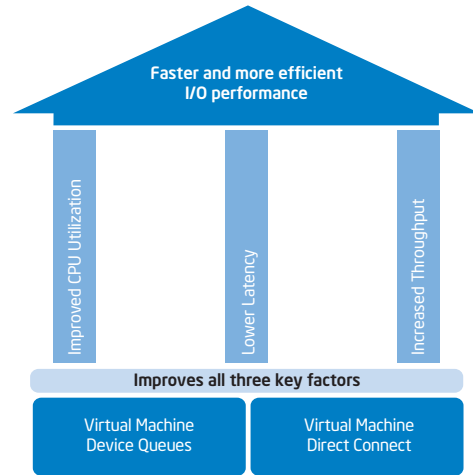 Faster and more efficient
I/O performance
Improved CPU Utilization
Lower Latency
Increased Throughput
Improves all three key factors
Virtual Machine
Device Queues
Virtual Machine
Direct Connect